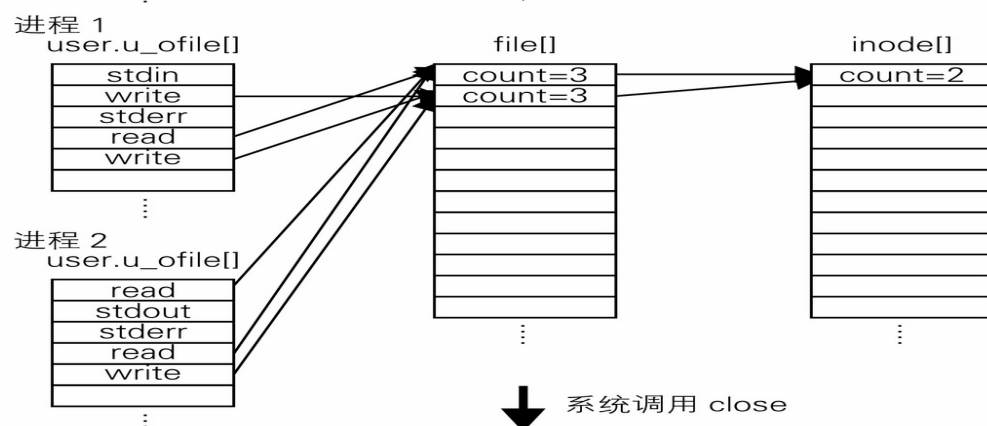 进程 1
user.u_ofile[]
stdin
write
stderr
read
write
file[]
count=3
count=3
inode[]
count=2
进程 2
user.u_ofile[]
read
stdout
stderr
read
write
系统调用 close